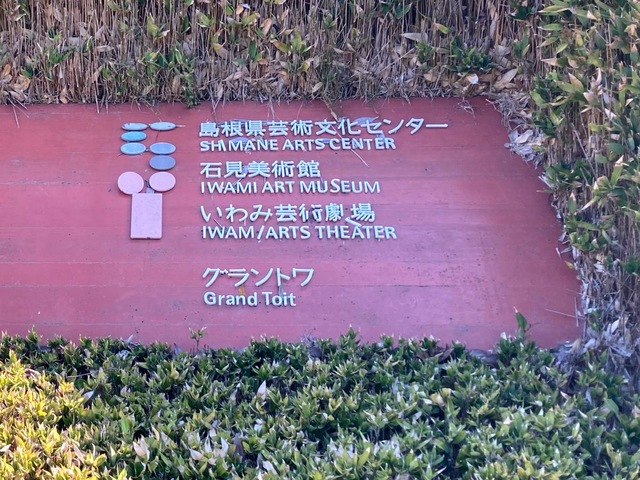 島根県芸術文化センター
SHIMANE ARTS CENTER
石見美術館
IWAMI ART MUSEUM
いわみ芸術劇場
IWAMI ARTS THEATER
グラントワ
Grand Toit